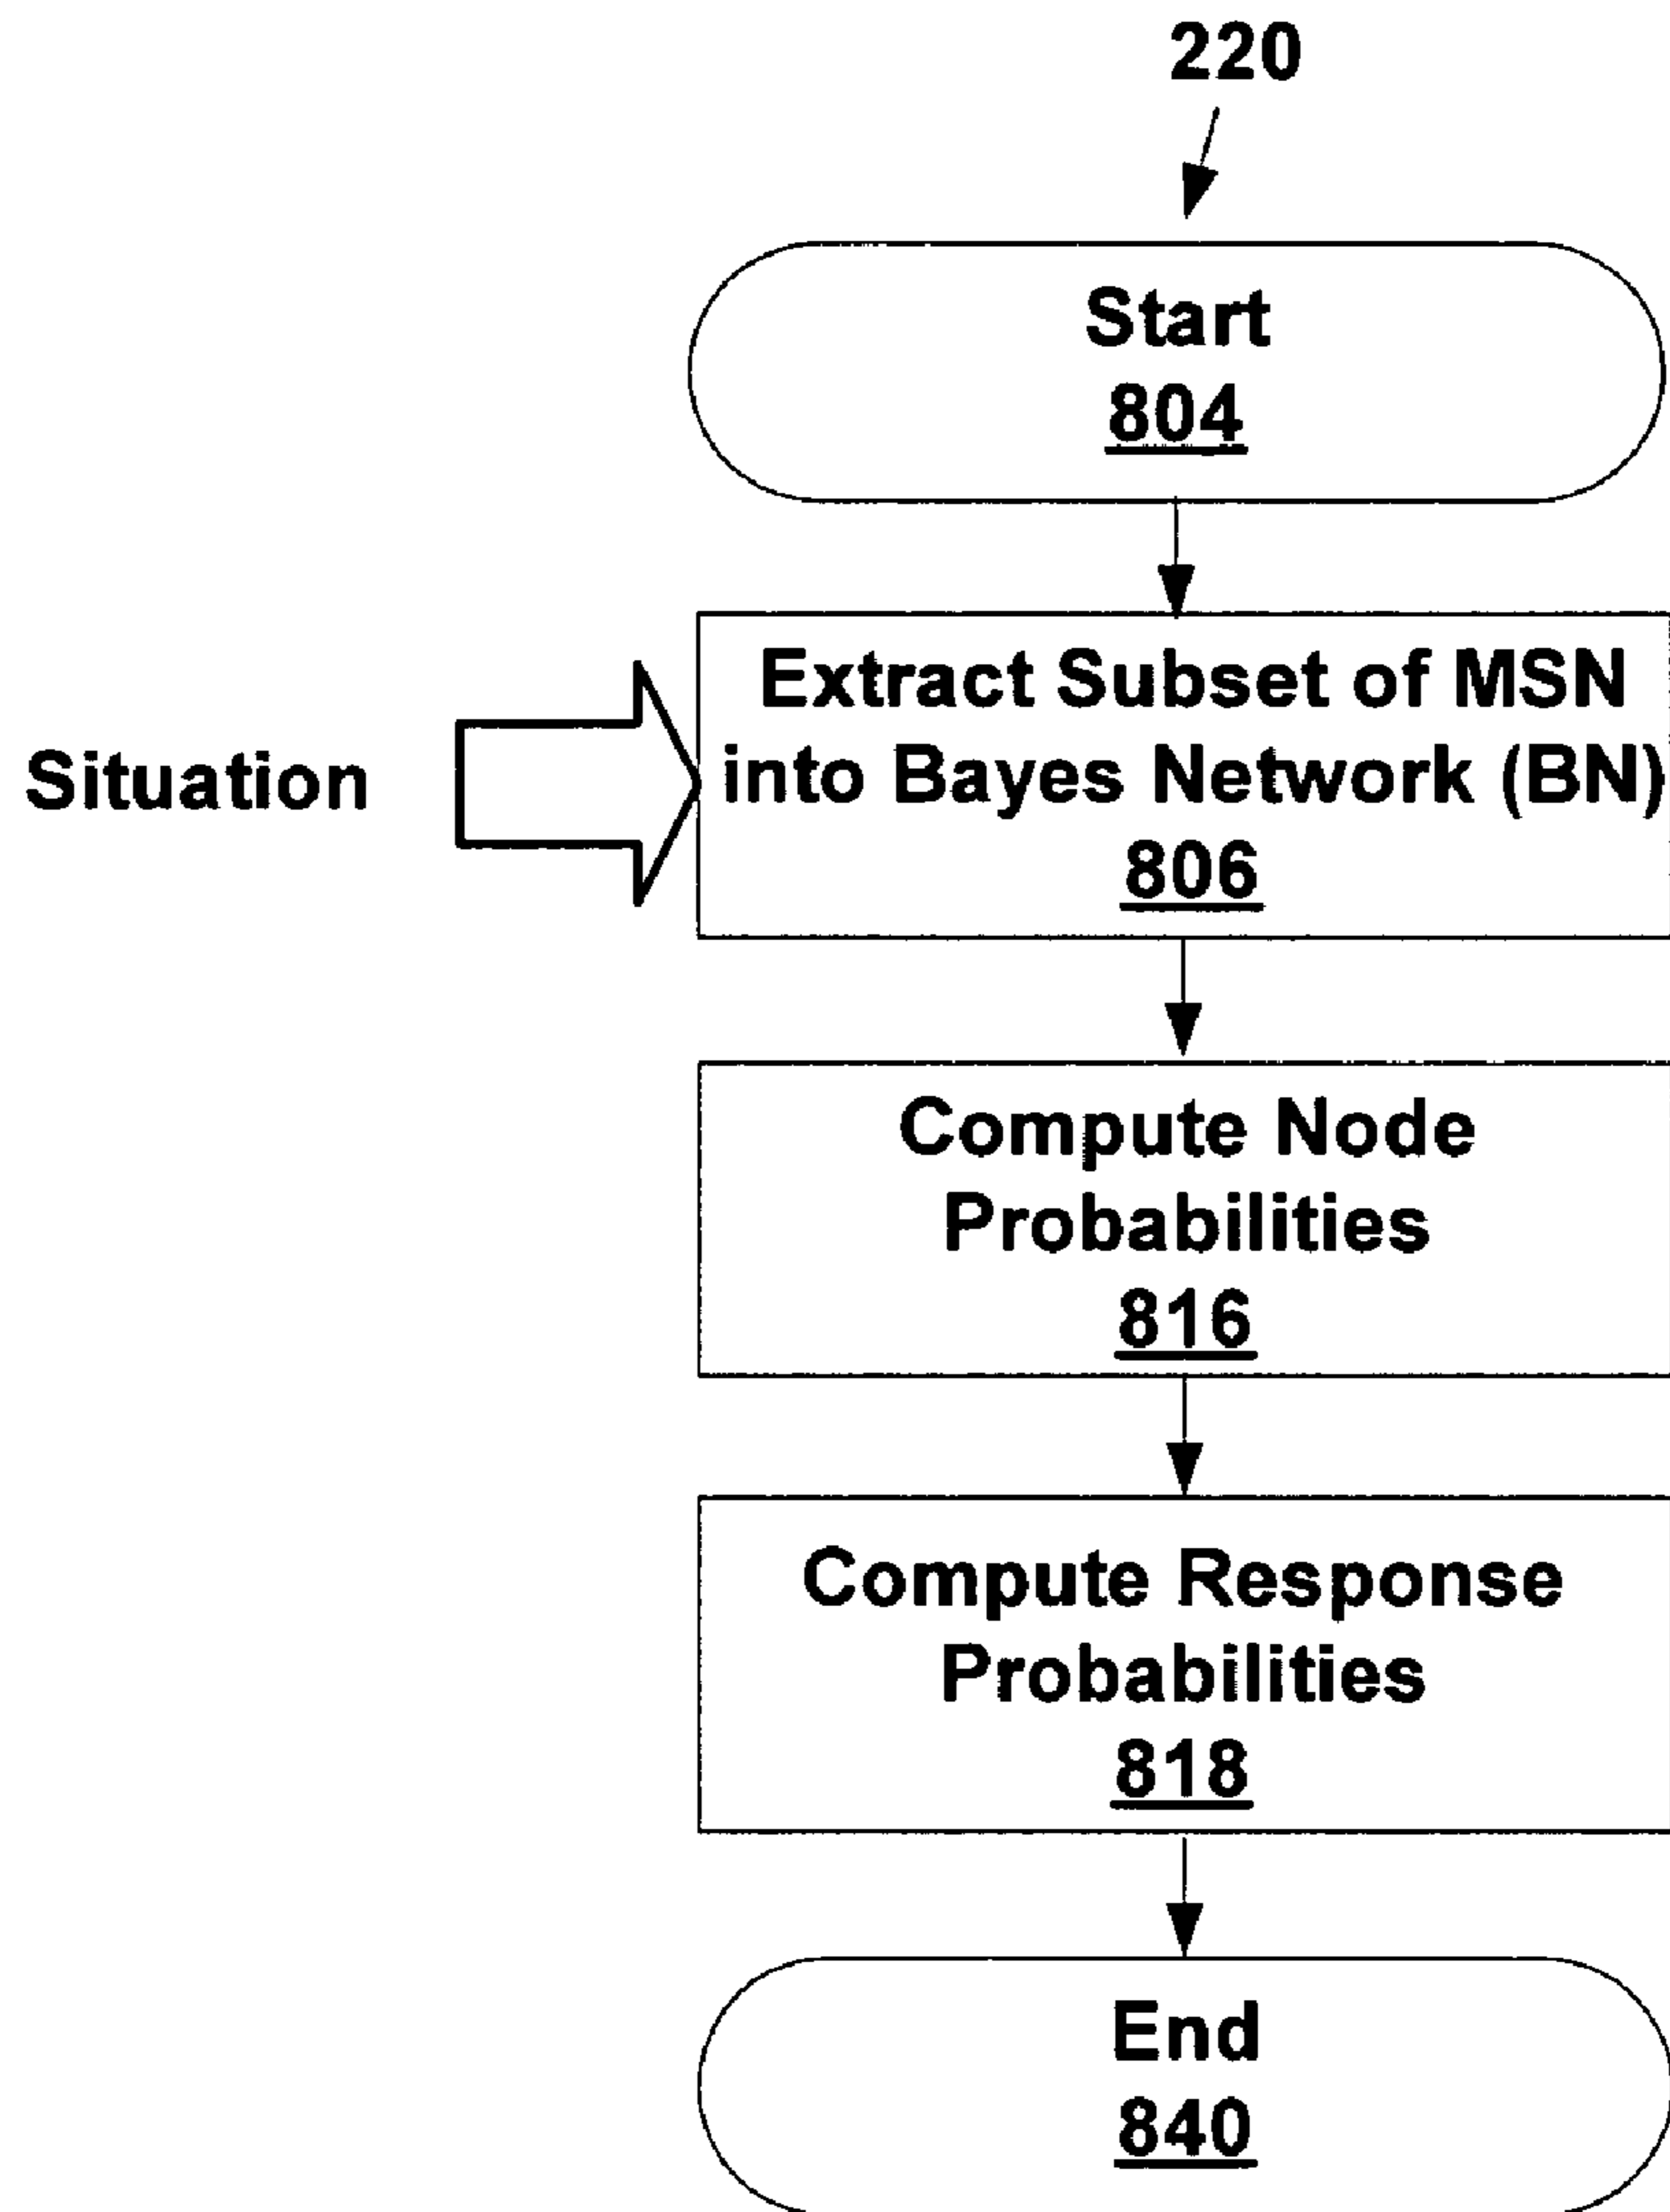 220
Start
804
Situation
Extract Subset of MSN
into Bayes Network (BN)
806
Compute Node
Probabilities
816
Compute Response
Probabilities
818
End
840